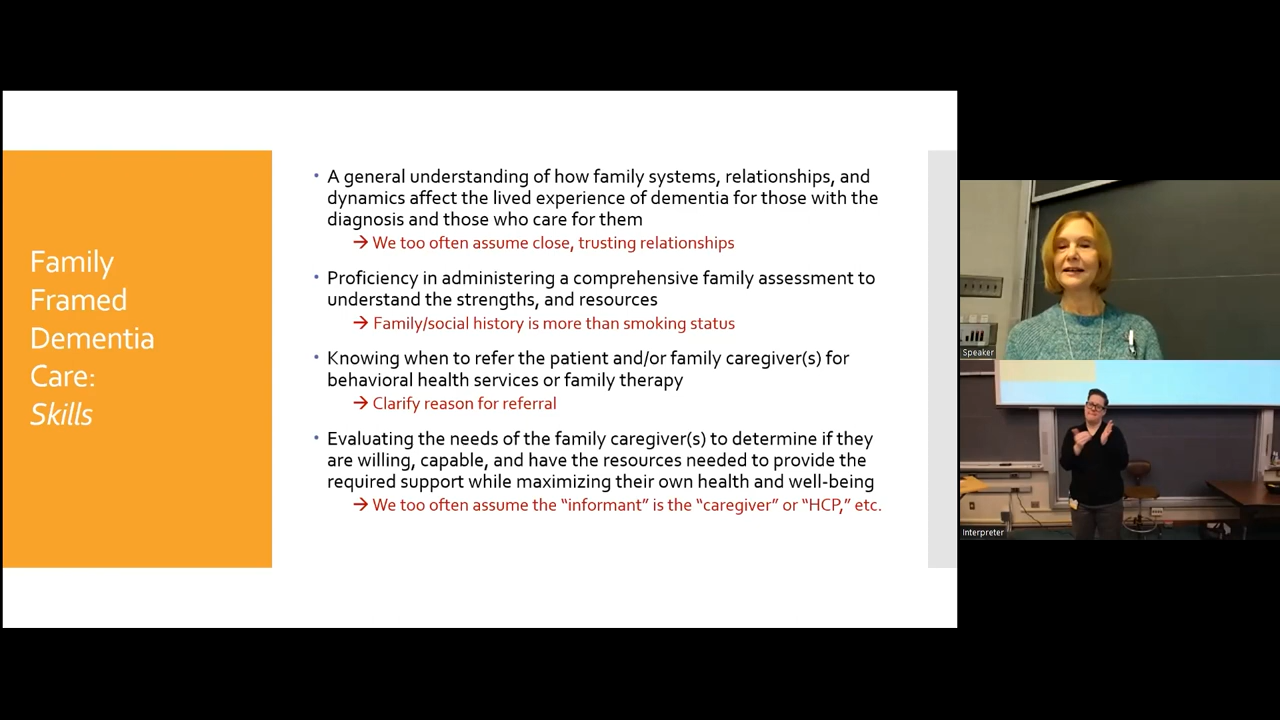 Family
Framed
Dementia
Care:
Skills
• A general understanding of how family systems, relationships, and
dynamics affect the lived experience of dementia for those with the
diagnosis and those who care for them
→ We too often assume close, trusting relationships
• Proficiency in administering a comprehensive family assessment to
understand the strengths, and resources
→ Family/social history is more than smoking status
• Knowing when to refer the patient and/or family caregiver(s) for
behavioral health services or family therapy
→ Clarify reason for referral
• Evaluating the needs of the family caregiver(s) to determine if they
are willing, capable, and have the resources needed to provide the
required support while maximizing their own health and well-being
→ We too often assume the “informant” is the “caregiver” or “HCP,” etc.
Speaker
Interpreter